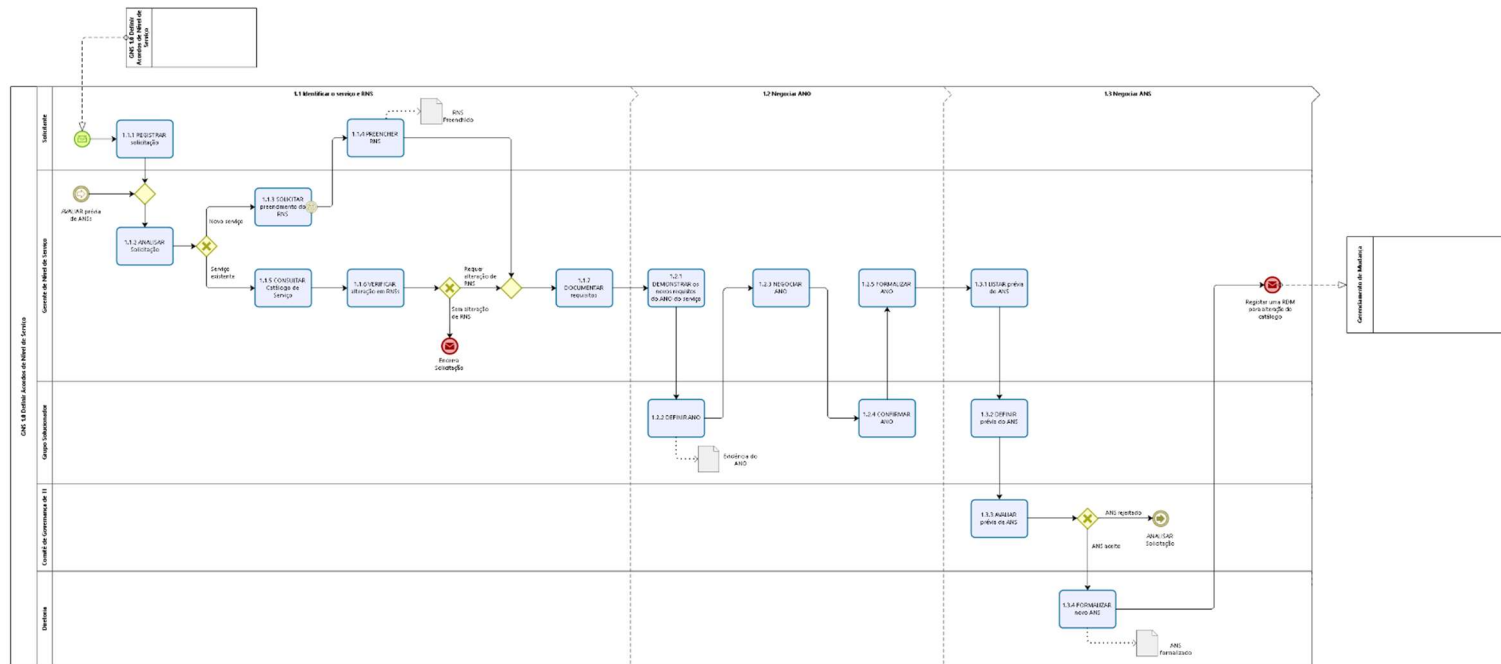 GNS 1.0 Definir
Acordos de Nível de
Serviço
GNS 1.0 Definir Acordos de Nível de Serviço
1.1 Identificar o serviço e RNS
1.2 Negociar ANO
1.3 Negociar ANS
Solicitante
1.1.1 REGISTRAR
solicitação
1.1.4 PREENCHER
RNS
RNS
Preenchido
Gerente de Nível de Serviço
AVALIAR prévia
de ANSs
1.1.2 ANALISAR
Solicitação
Novo serviço
1.1.3 SOLICITAR
preenchimento do
RNS
Serviço
existente
1.1.5 CONSULTAR
Catálogo de
Serviço
1.1.6 VERIFICAR
alteração em RNSs
Requer
alteração de
RNS
Sem alteração
de RNS
Encerra
Solicitação
1.1.7
DOCUMENTAR
requisitos
1.2.1
DEMONSTRAR os
novos requisitos
do ANO do serviço
1.2.3 NEGOCIAR
ANO
1.2.5 FORMALIZAR
ANO
1.3.1 LISTAR prévia
de ANS
Registrar uma RDM
para alteração do
catálogo
Gerenciamento de Mudança
Grupo Solucionador
1.2.2 DEFINIR ANO
Evidência do
ANO
1.2.4 CONFIRMAR
ANO
1.3.2 DEFINIR
prévia do ANS
Comitê de Governança de TI
1.3.3 AVALIAR
prévia de ANS
ANS rejeitado
ANALISAR
Solicitação
ANS aceito
Diretoria
1.3.4 FORMALIZAR
novo ANS
ANS
Formalizado